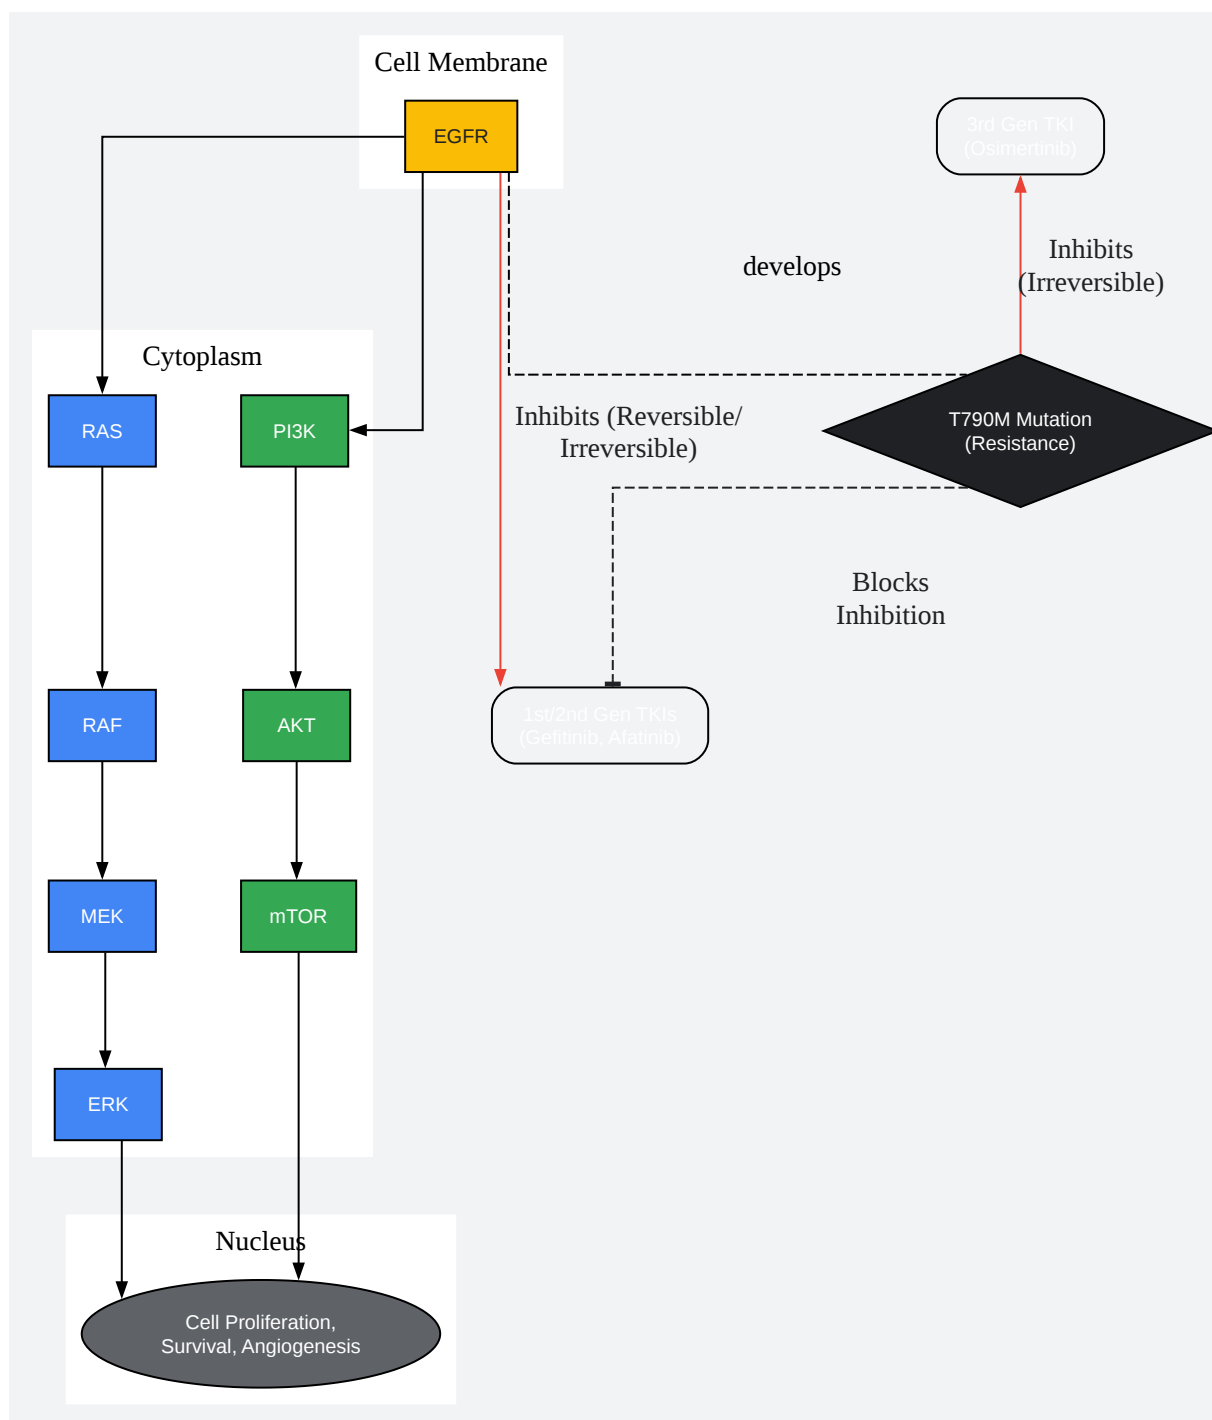 Cell Membrane
EGFR
3rd Gen TKI
(Osimertinib)
develops
Inhibits
(Irreversible)
Cytoplasm
RAS
PI3K
Inhibits (Reversible/
Irreversible)
T790M Mutation
(Resistance)
Blocks
Inhibition
RAF
AKT
1st/2nd Gen TKIs
(Gefitinib, Afatinib)
MEK
mTOR
ERK
Nucleus
Cell Proliferation,
Survival, Angiogenesis